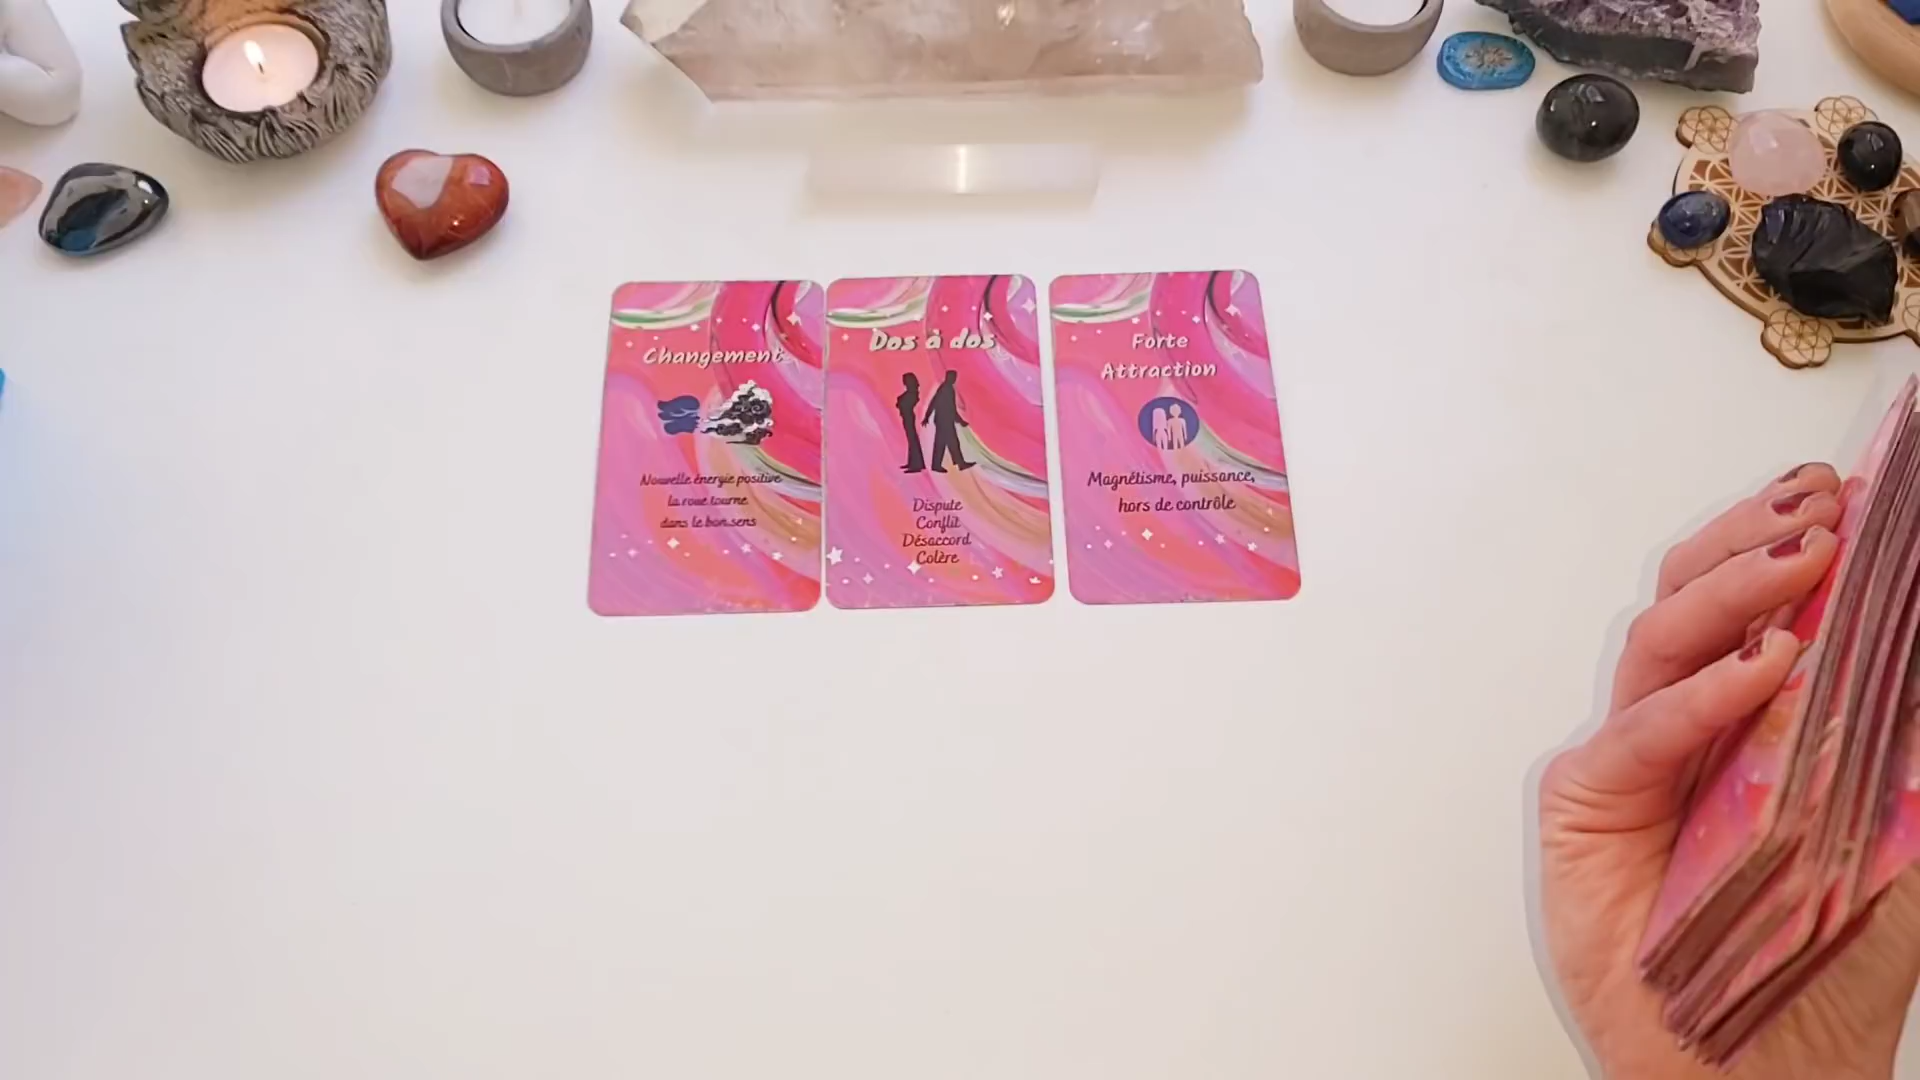 Changement
Nouvelle énergie positive
la roue tourne
dans le bon sens
Dos à dos
Dispute
Conflit
Désaccord
Colère
Forte
Attraction
Magnétisme, puissance,
hors de contrôle